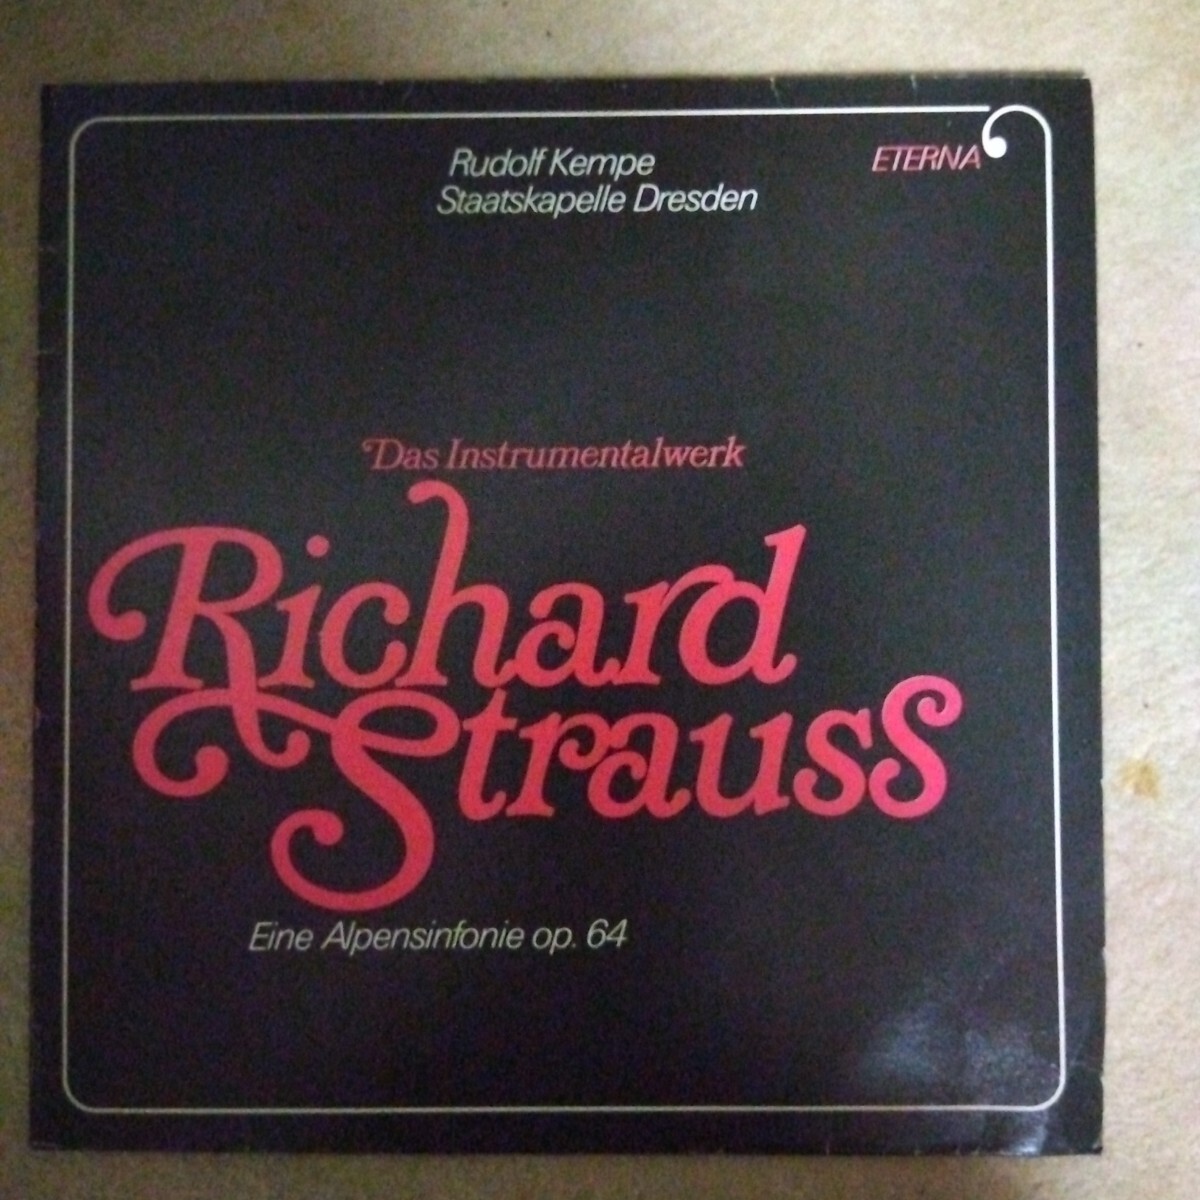 Rudolf Kempe
Staatskapelle Dresden
ETERNA
Das Instrumentalwerk
Richard
Strauss
Eine Alpensinfonie op. 64